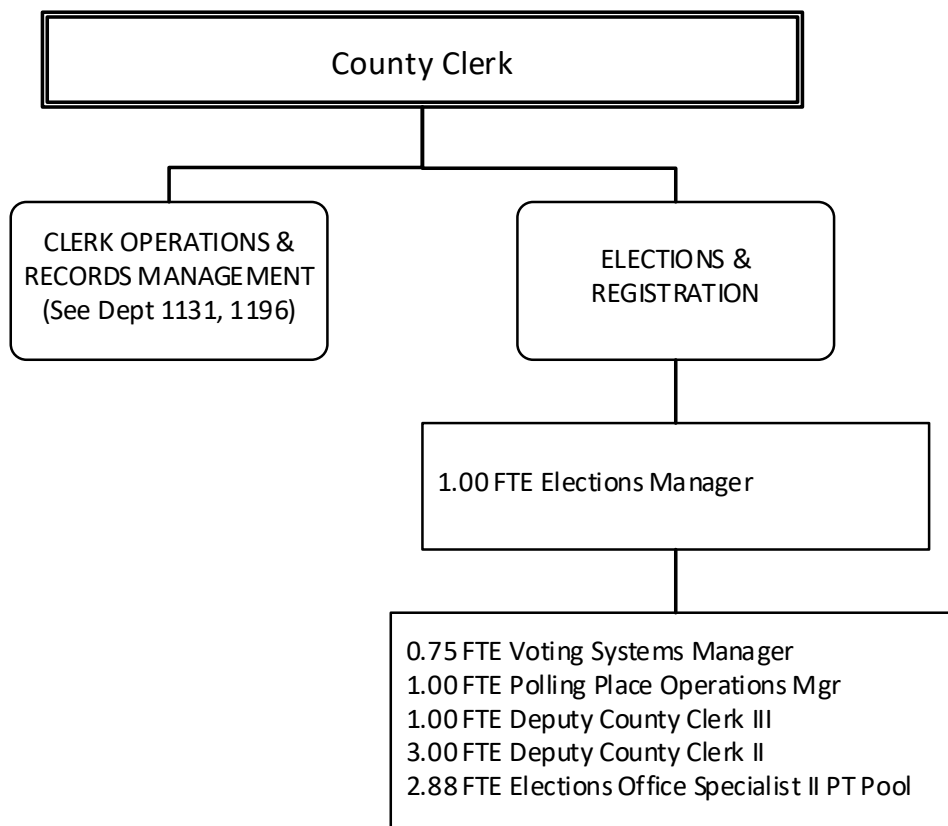 County Clerk
CLERK OPERATIONS &
RECORDS MANAGEMENT
(See Dept 1131, 1196)
ELECTIONS &
REGISTRATION
1.00 FTE Elections Manager
0.75 FTE Voting Systems Manager
1.00 FTE Polling Place Operations Mgr
1.00 FTE Deputy County Clerk III
3.00 FTE Deputy County Clerk II
2.88 FTE Elections Office Specialist II PT Pool